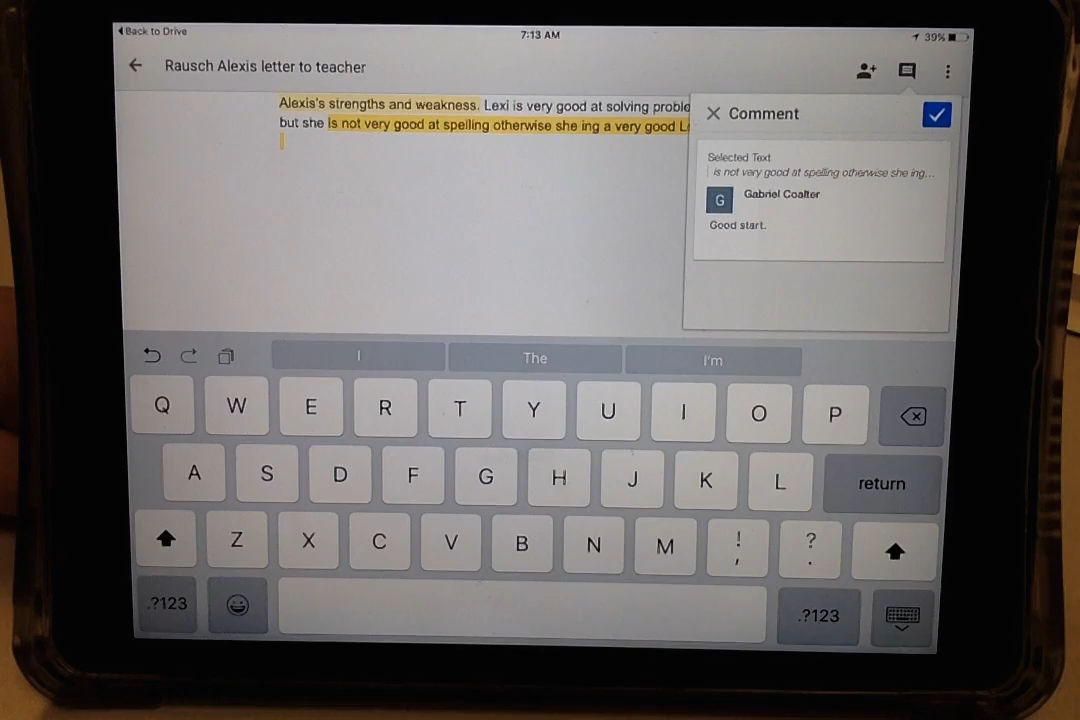 Back to Drive
7:13 AM
39%
Rausch Alexis letter to teacher
Alexis's strengths and weakness. Lexi is very good at solving
but she is not very good at spelling otherwise she ing a very good
Comment
Selected Text
is not very good at spelling otherwise she ing...
G Gabriel Coalter
Good start.
I The I'm
Q W E R T Y U I O P
A S D F G H J K L return
Z X C V B N M ! , ? .
.?123 .?123